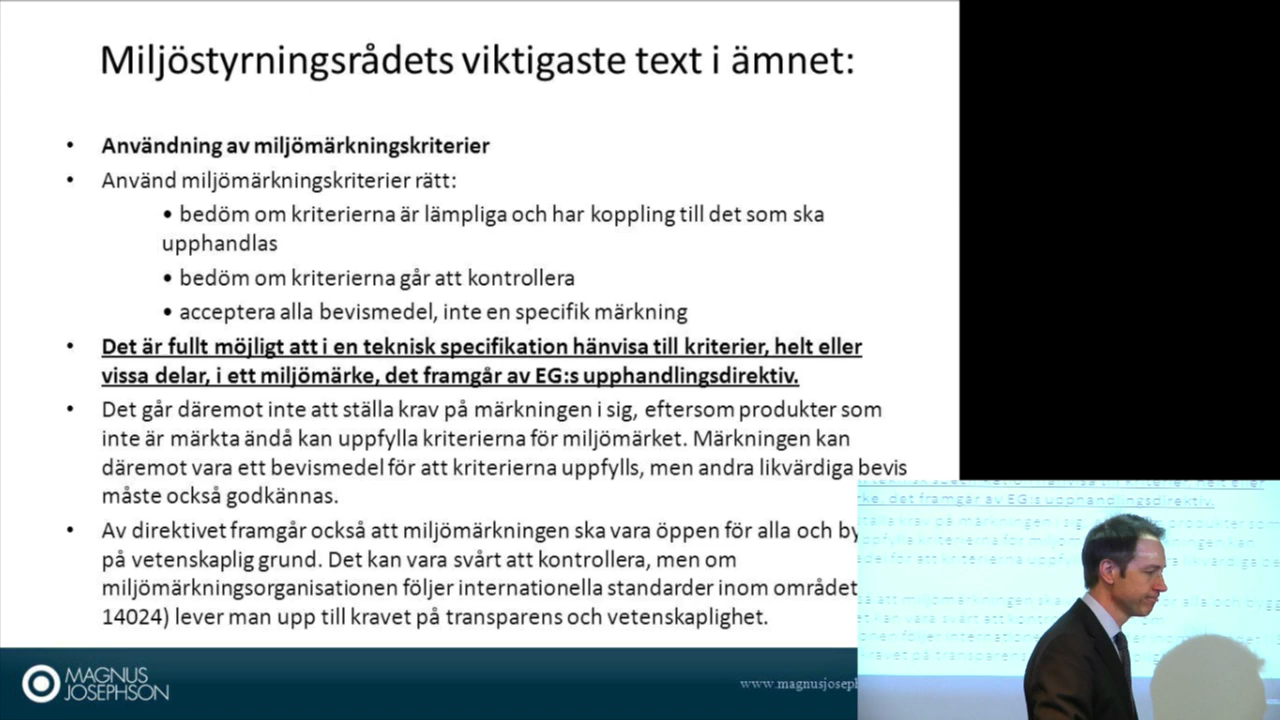 Miljöstyrningsrådets viktigaste text i ämnet:
• Användning av miljömärkningskriterier
• Använd miljömärkningskriterier rätt:
• bedöm om kriterierna är lämpliga och har koppling till det som ska
upphandlas
• bedöm om kriterierna går att kontrollera
• acceptera alla bevismedel, inte en specifik märkning
• Det är fullt möjligt att i en teknisk specifikation hänvisa till kriterier, helt eller
vissa delar, i ett miljömärke, det framgår av EG:s upphandlingsdirektiv.
• Det går däremot inte att ställa krav på märkningen i sig, eftersom produkter som
inte är märkta ändå kan uppfylla kriterierna för miljömärket. Märkningen kan
däremot vara ett bevismedel för att kriterierna uppfylls, men andra likvärdiga bevis
måste också godkännas.
• Av direktivet framgår också att miljömärkningen ska vara öppen för alla och by
på vetenskaplig grund. Det kan vara svårt att kontrollera, men om
miljömärkningsorganisationen följer internationella standarder inom området
14024) lever man upp till kravet på transparens och vetenskaplighet.
MAGNUS
JOSEPHSON
www.magnusjoseph